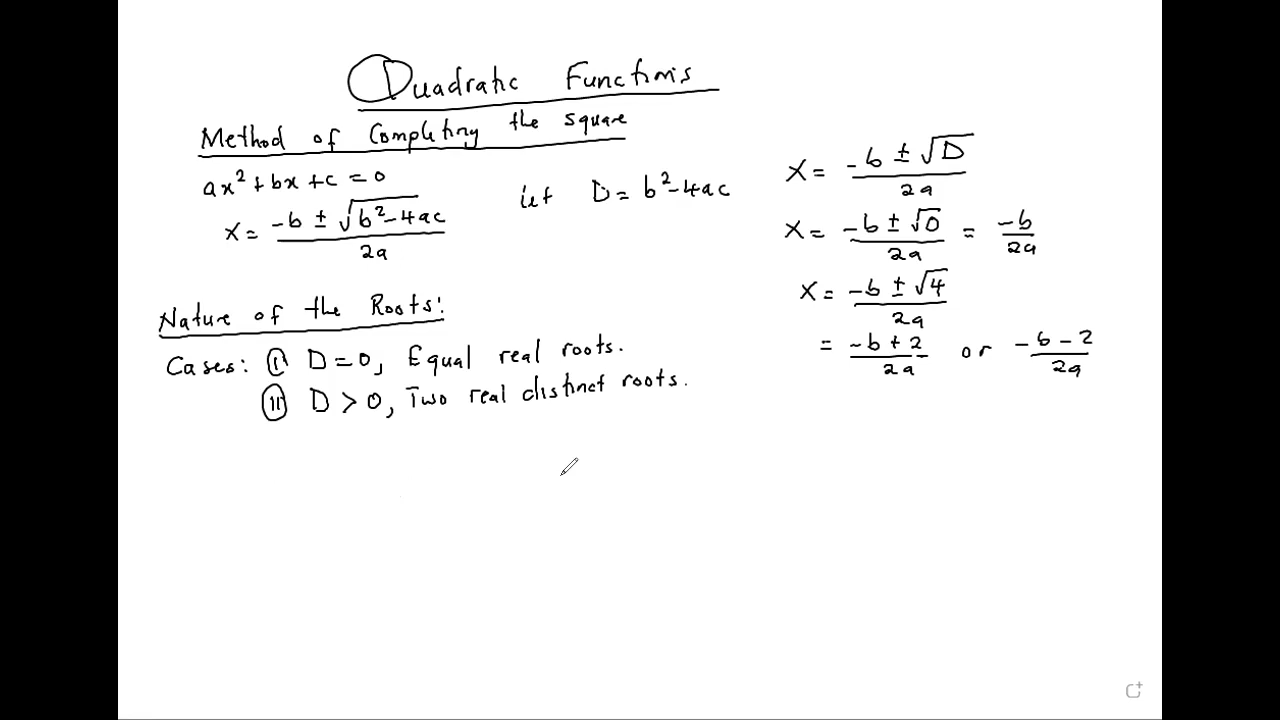 Quadratic Functions
Method of Completing the square
ax² + bx + c = 0
x = (-b ± √(b² - 4ac)) / 2a
let D = b² - 4ac
Nature of the Roots:
Cases: (i) D = 0, Equal real roots.
(ii) D > 0, Two real distinct roots.
x = (-b ± √D) / 2a
x = (-b ± √0) / 2a = -b / 2a
x = (-b ± √4) / 2a
= (-b + 2) / 2a or (-b - 2) / 2a